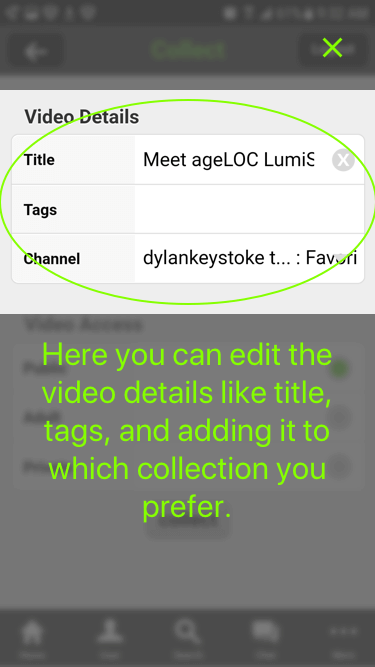 Collect
Video Details
Title Meet ageLOC LumiS
Tags
Channel dylankeystoke t... : Favori
Video Access
Here you can edit the
video details like title,
tags, and adding it to
which collection you
prefer.